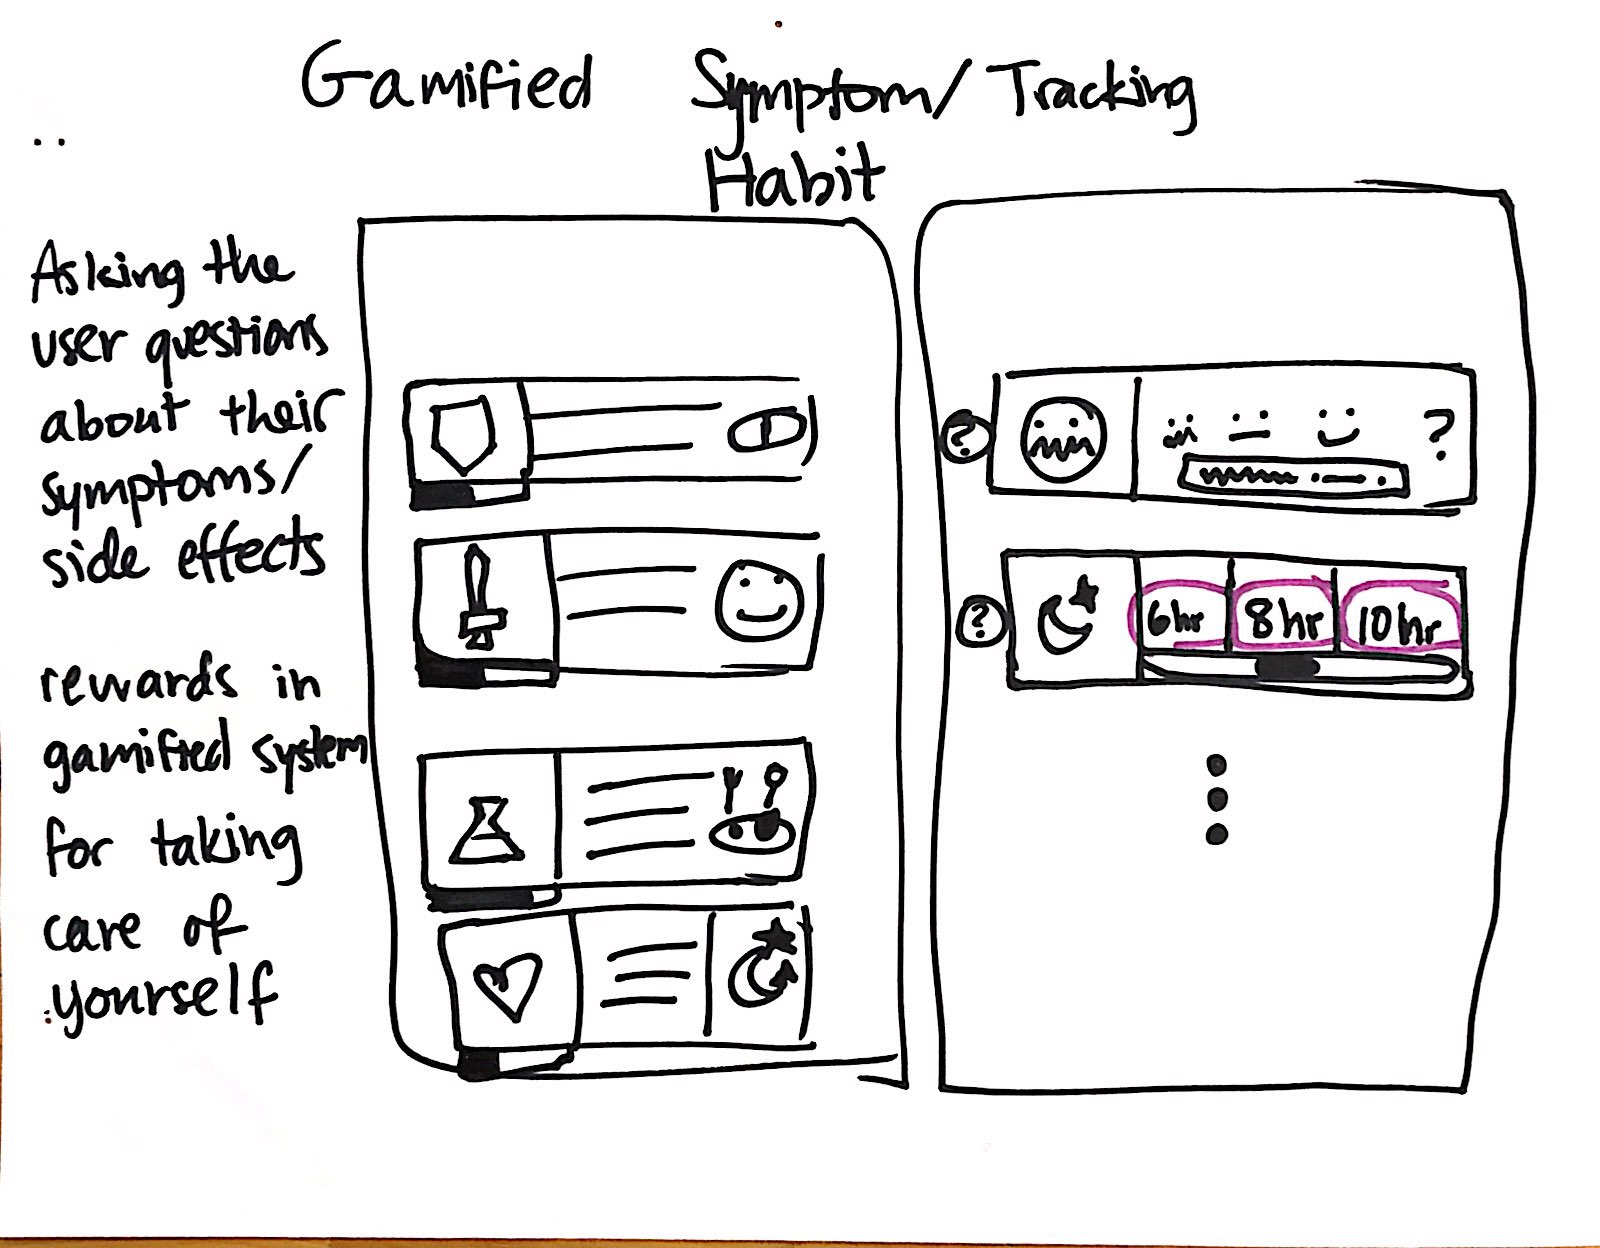 Gamified Symptom/ Tracking
Habit
Asking the
user questions
about their
symptoms/
side effects
rewards in
gamified system
for taking
care of
yourself
?
?
?
6hr 8hr 10hr